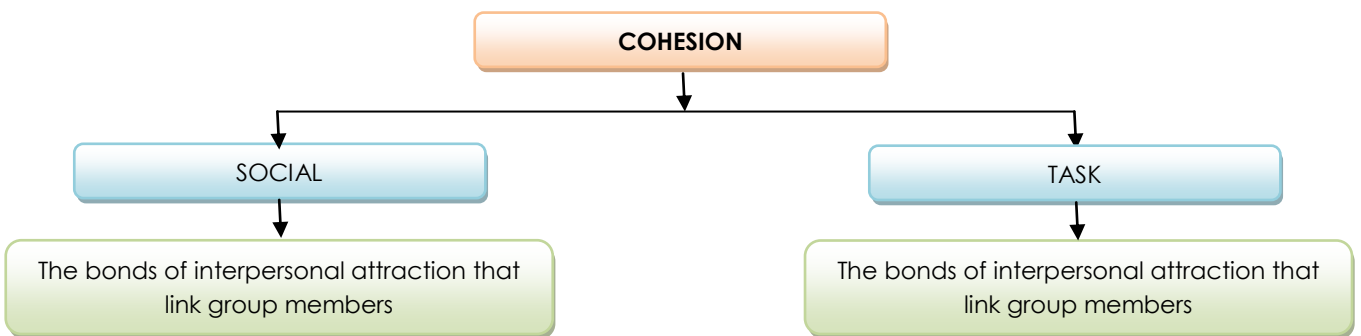 COHESION
SOCIAL
TASK
The bonds of interpersonal attraction that
link group members
The bonds of interpersonal attraction that
link group members